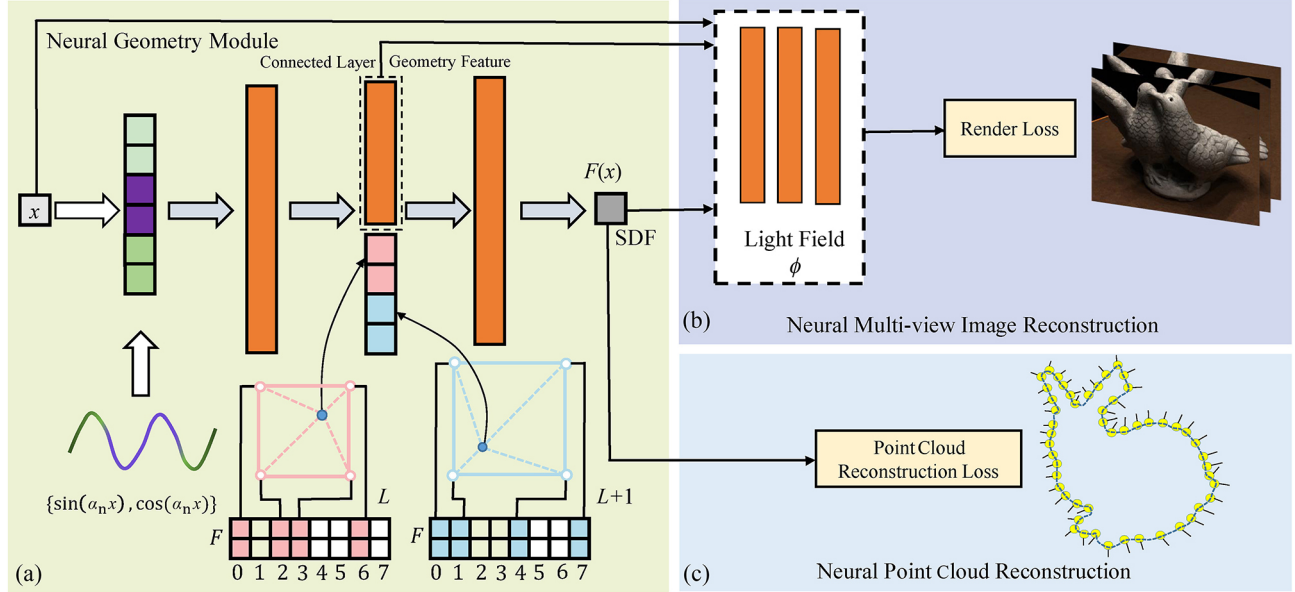 Neural Geometry Module
Connected Layer
Geometry Feature
x
F(x)
SDF
{sin(αnx),cos(αnx)}
L
F
0 1 2 3 4 5 6 7
L+1
F
0 1 2 3 4 5 6 7
(a)
Light Field
ϕ
Render Loss
(b)
Neural Multi-view Image Reconstruction
Point Cloud
Reconstruction Loss
(c)
Neural Point Cloud Reconstruction